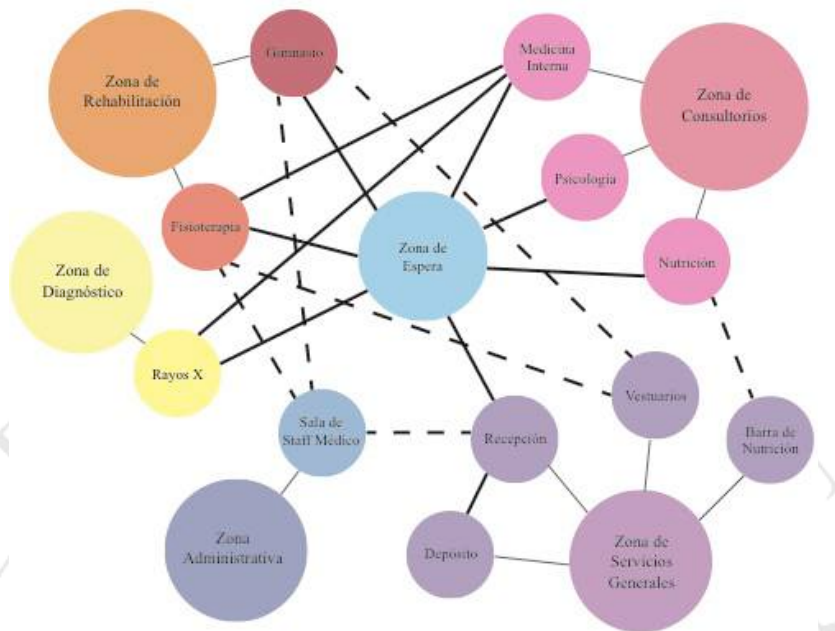 Zona de
Rehabilitación
Gimnasio
Medicina
Interna
Zona de
Consultorios
Psicología
Fisioterapia
Zona de
Espera
Nutrición
Zona de
Diagnóstico
Rayos X
Vestuarios
Sala de
Staff Médico
Recepción
Barra de
Nutrición
Zona
Administrativa
Deposito
Zona de
Servicios
Generales